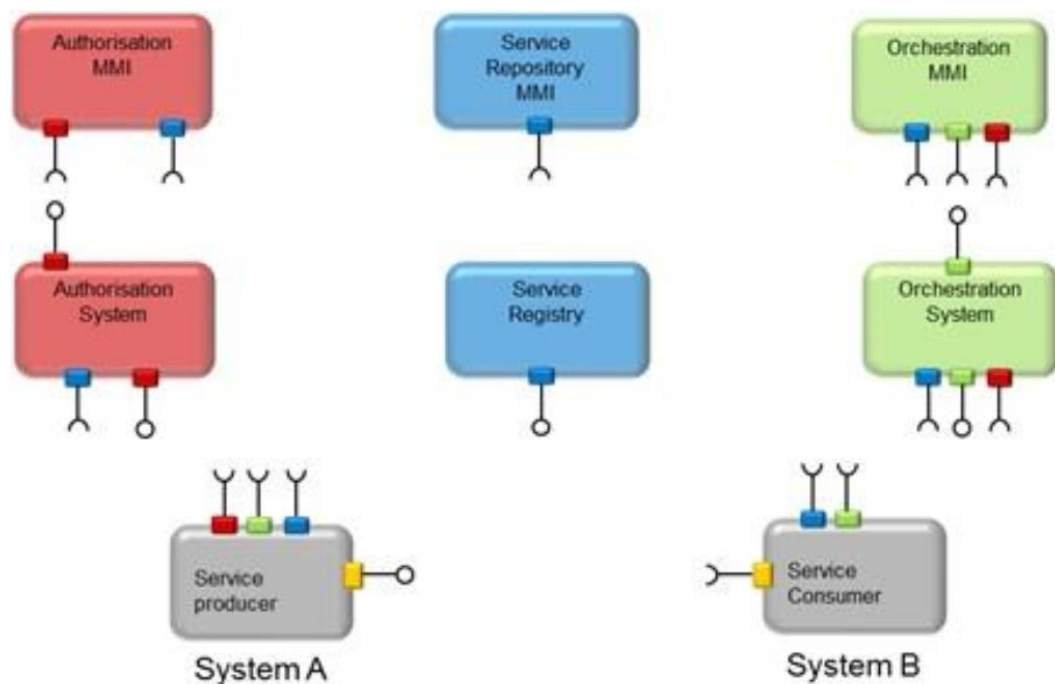 Authorisation
MMI
Service
Repository
MMI
Orchestration
MMI
Authorisation
System
Service
Registry
Orchestration
System
Service
producer
Service
Consumer
System A
System B